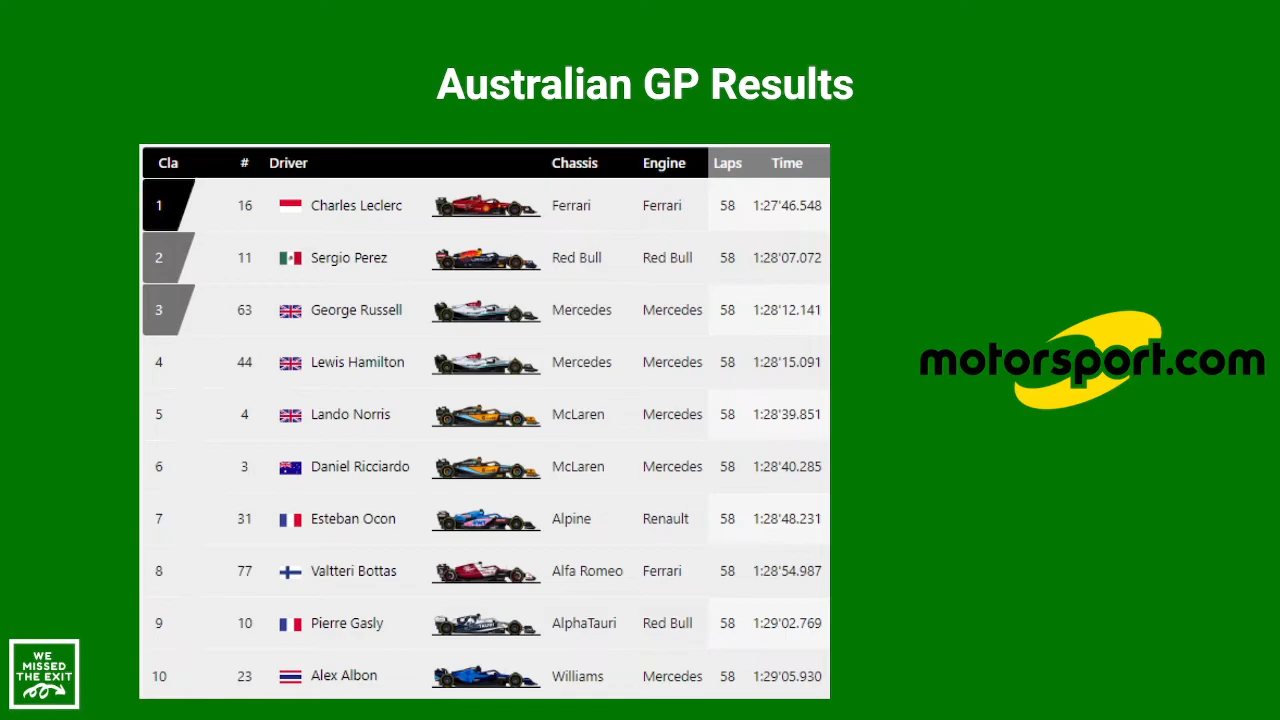 Australian GP Results
Cla # Driver Chassis Engine Laps Time
1 16 Charles Leclerc Ferrari Ferrari 58 1:27'46.548
2 11 Sergio Perez Red Bull Red Bull 58 1:28'07.072
3 63 George Russell Mercedes Mercedes 58 1:28'12.141
4 44 Lewis Hamilton Mercedes Mercedes 58 1:28'15.091
5 4 Lando Norris McLaren Mercedes 58 1:28'39.851
6 3 Daniel Ricciardo McLaren Mercedes 58 1:28'40.285
7 31 Esteban Ocon Alpine Renault 58 1:28'48.231
8 77 Valtteri Bottas Alfa Romeo Ferrari 58 1:28'54.987
9 10 Pierre Gasly AlphaTauri Red Bull 58 1:29'02.769
10 23 Alex Albon Williams Mercedes 58 1:29'05.930
motorsport.com
WE
MISSED
THE EXIT